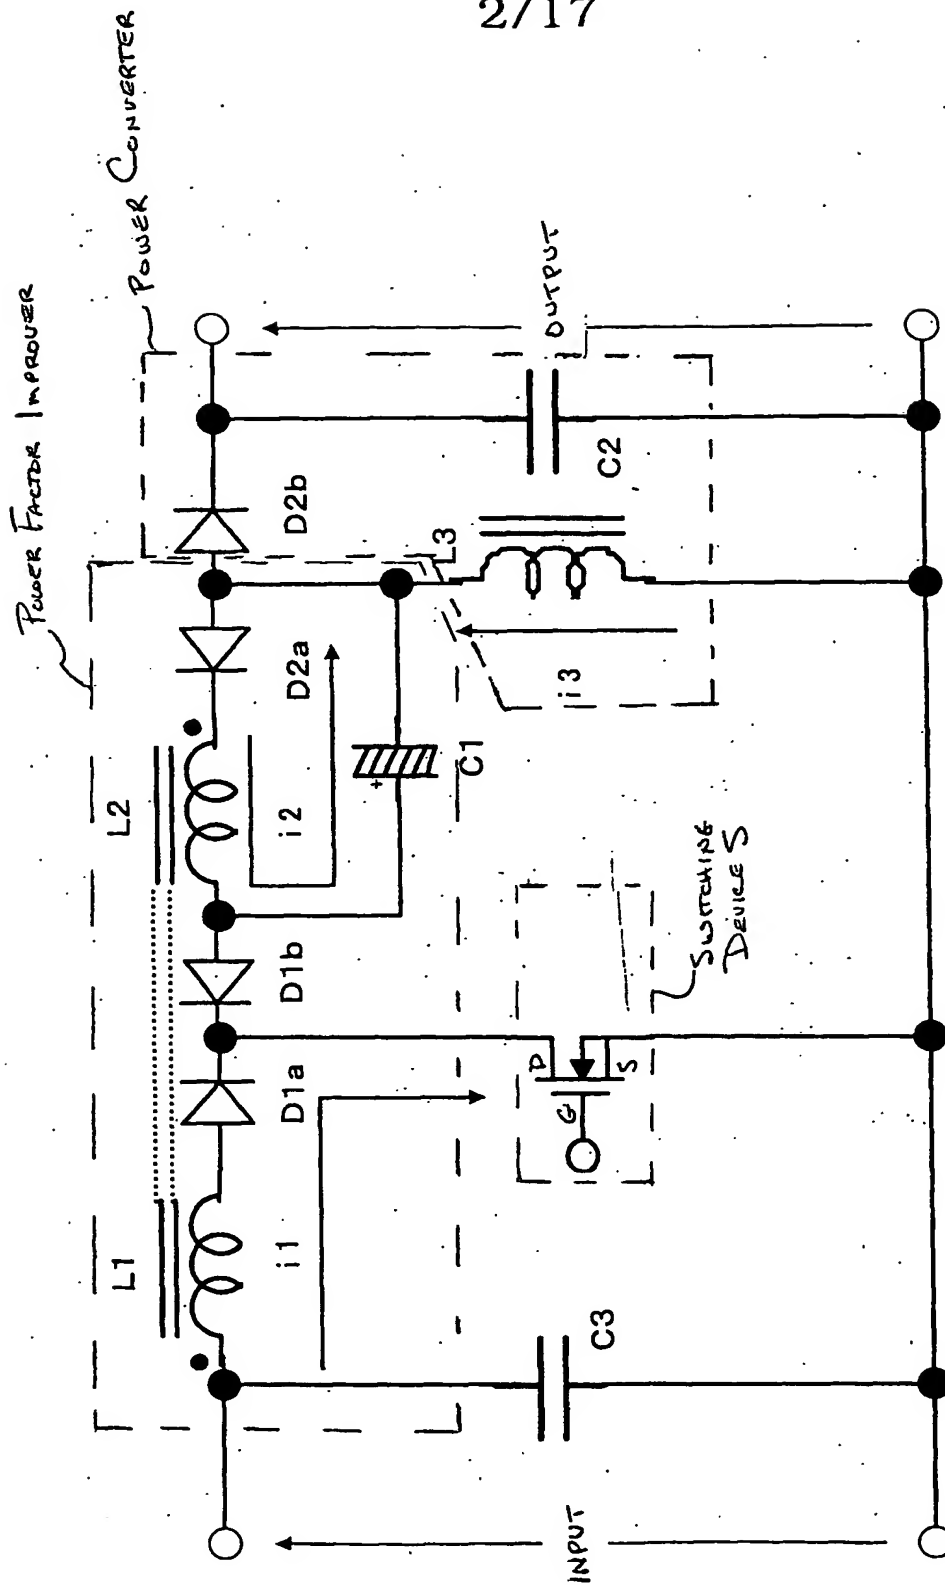 2/17
POWER FACTOR IMPROVER
POWER CONVERTER
L1
L2
D1a
D1b
D2a
D2b
i1
i2
+
C1
L3
i3
C2
C3
G
D
S
SWITCHING
DEVICE S
INPUT
OUTPUT